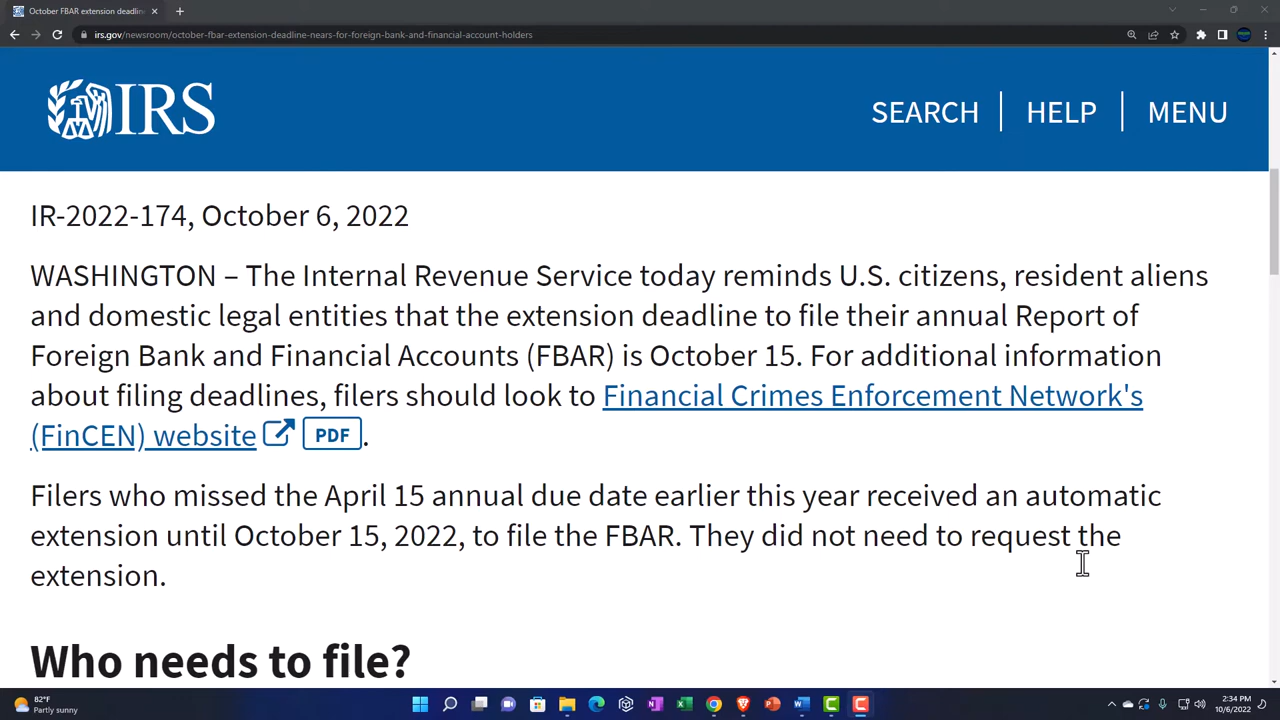 October FBAR extension deadlin
irs.gov/newsroom/october-fbar-extension-deadline-nears-for-foreign-bank-and-financial-account-holders
IRS
SEARCH
HELP
MENU
IR-2022-174, October 6, 2022
WASHINGTON – The Internal Revenue Service today reminds U.S. citizens, resident aliens
and domestic legal entities that the extension deadline to file their annual Report of
Foreign Bank and Financial Accounts (FBAR) is October 15. For additional information
about filing deadlines, filers should look to Financial Crimes Enforcement Network's
(FinCEN) website PDF .
Filers who missed the April 15 annual due date earlier this year received an automatic
extension until October 15, 2022, to file the FBAR. They did not need to request the
extension.
Who needs to file?
82°F
Partly sunny
2:34 PM
10/6/2022